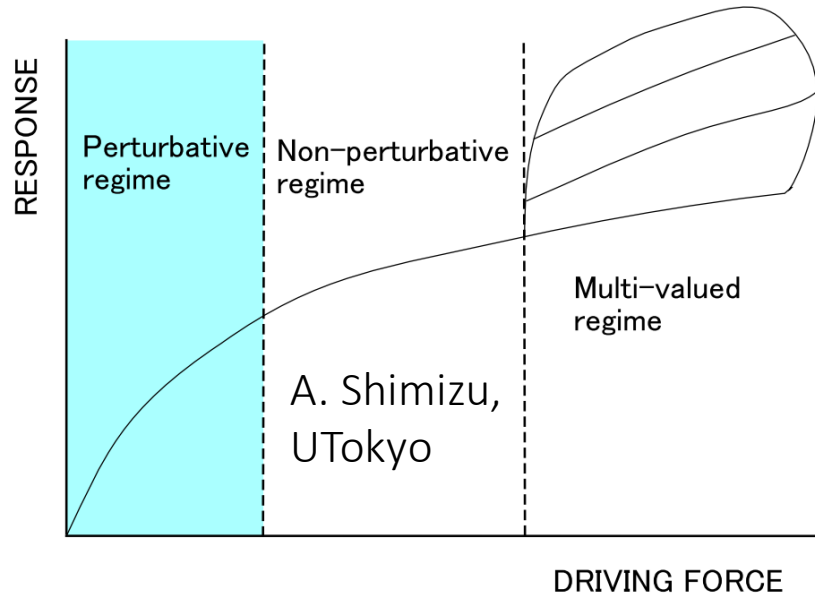 RESPONSE
Perturbative
regime
Non-perturbative
regime
Multi-valued
regime
A. Shimizu,
UTokyo
DRIVING FORCE